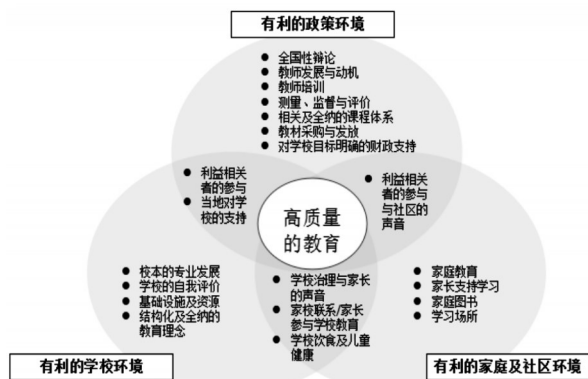 有利的政策环境
● 全国性辩论
● 教师发展与动机
● 教师培训
● 测量、监督与评价
● 相关及全纳的课程体系
● 教材采购与发放
● 对学校目标明确的财政支持
● 利益相关
者的参与
● 当地对学
校的支持
● 利益相关
者的参与
与社区的
声音
高质量
的教育
● 校本的专业发展
● 学校的自我评价
● 基础设施及资源
● 结构化及全纳的
教育理念
● 学校治理与家长
的声音
● 家校联系/家长
参与学校教育
● 学校饮食及儿童
健康
● 家庭教育
● 家长支持学习
● 家庭图书
● 学习场所
有利的学校环境
有利的家庭及社区环境